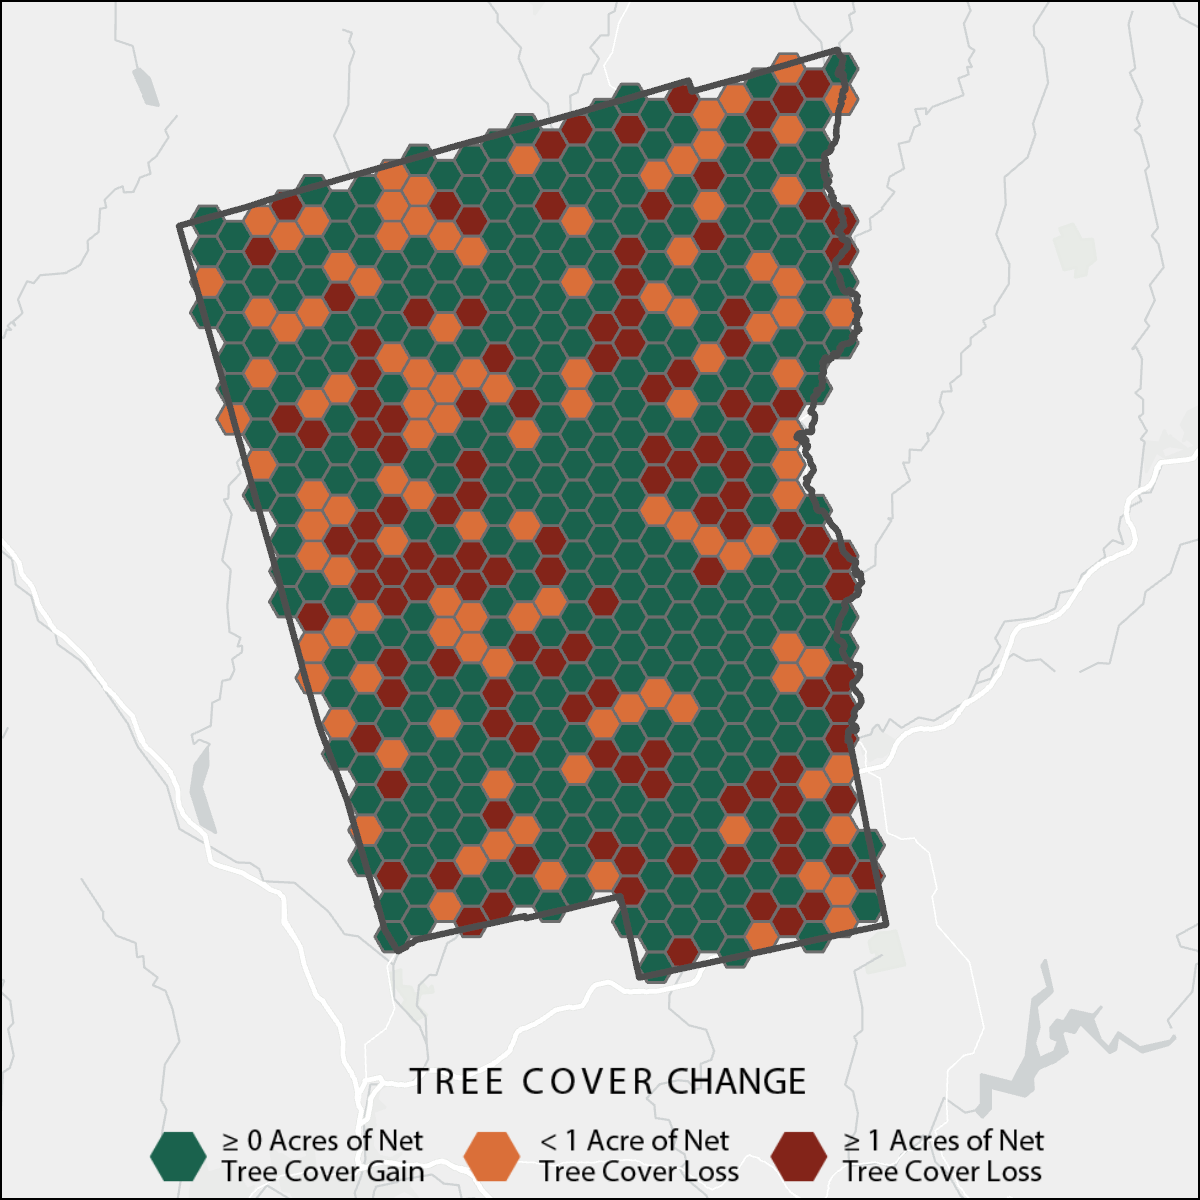 TREE COVER CHANGE
≥ 0 Acres of Net
Tree Cover Gain
< 1 Acre of Net
Tree Cover Loss
≥ 1 Acres of Net
Tree Cover Loss